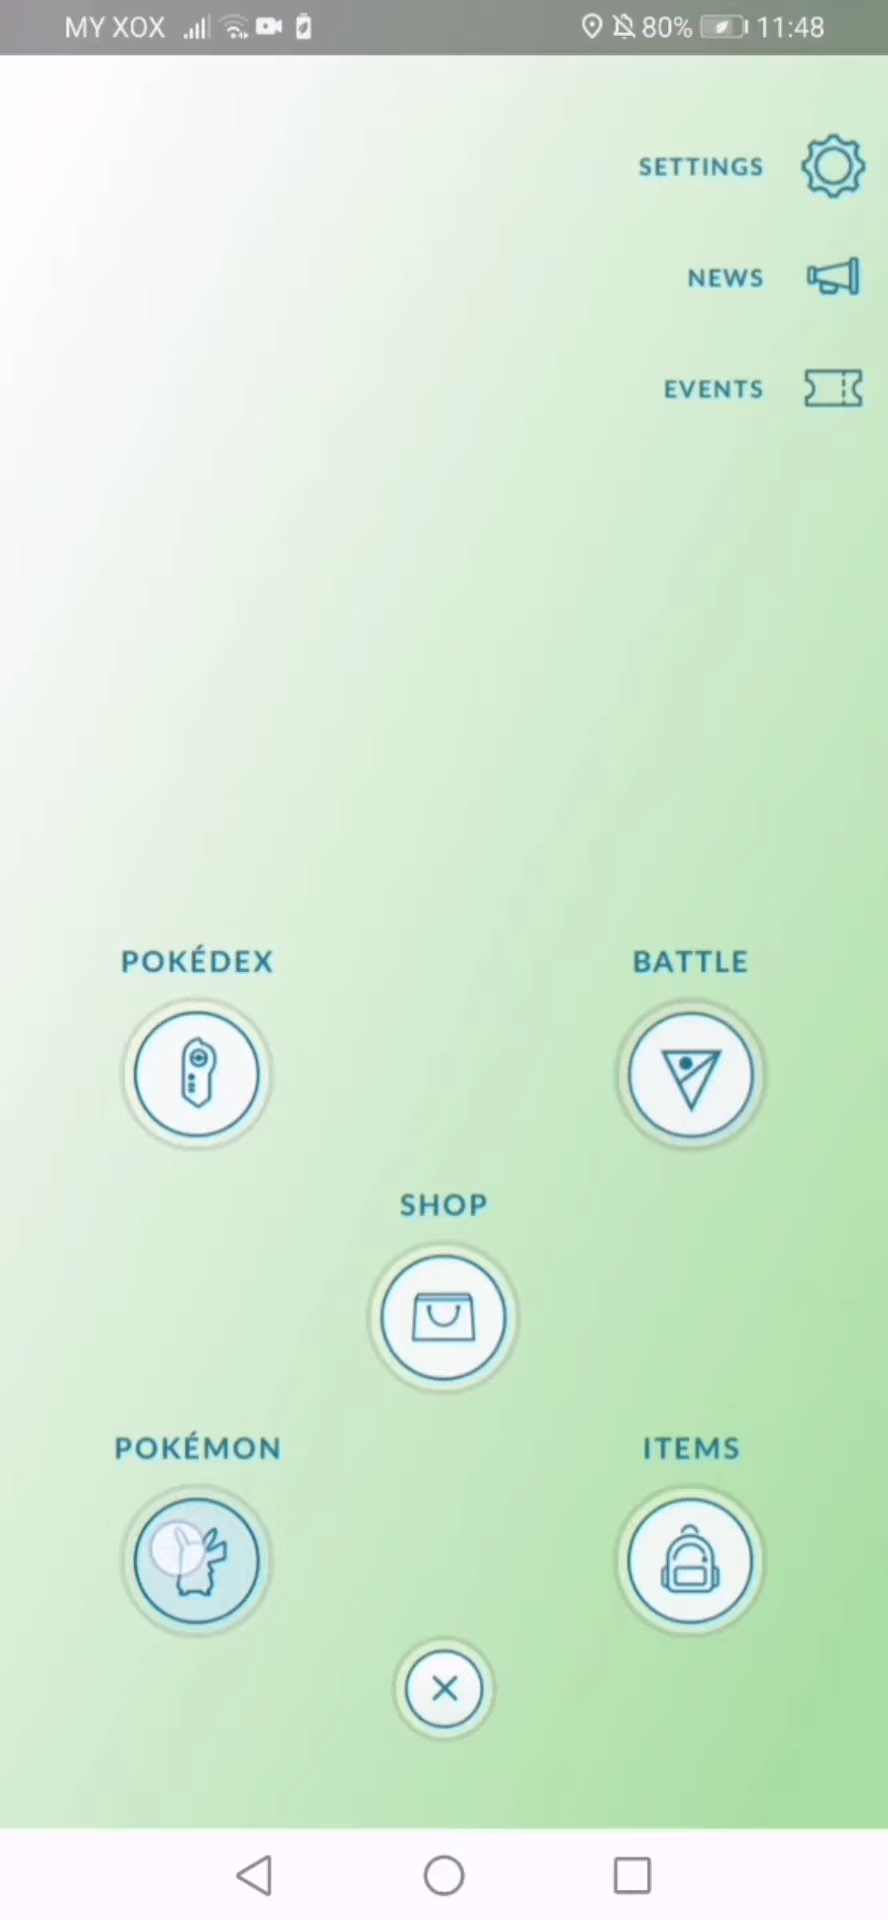 MY XOX 80% 11:48
SETTINGS
NEWS
EVENTS
POKÉDEX
BATTLE
SHOP
POKÉMON
ITEMS